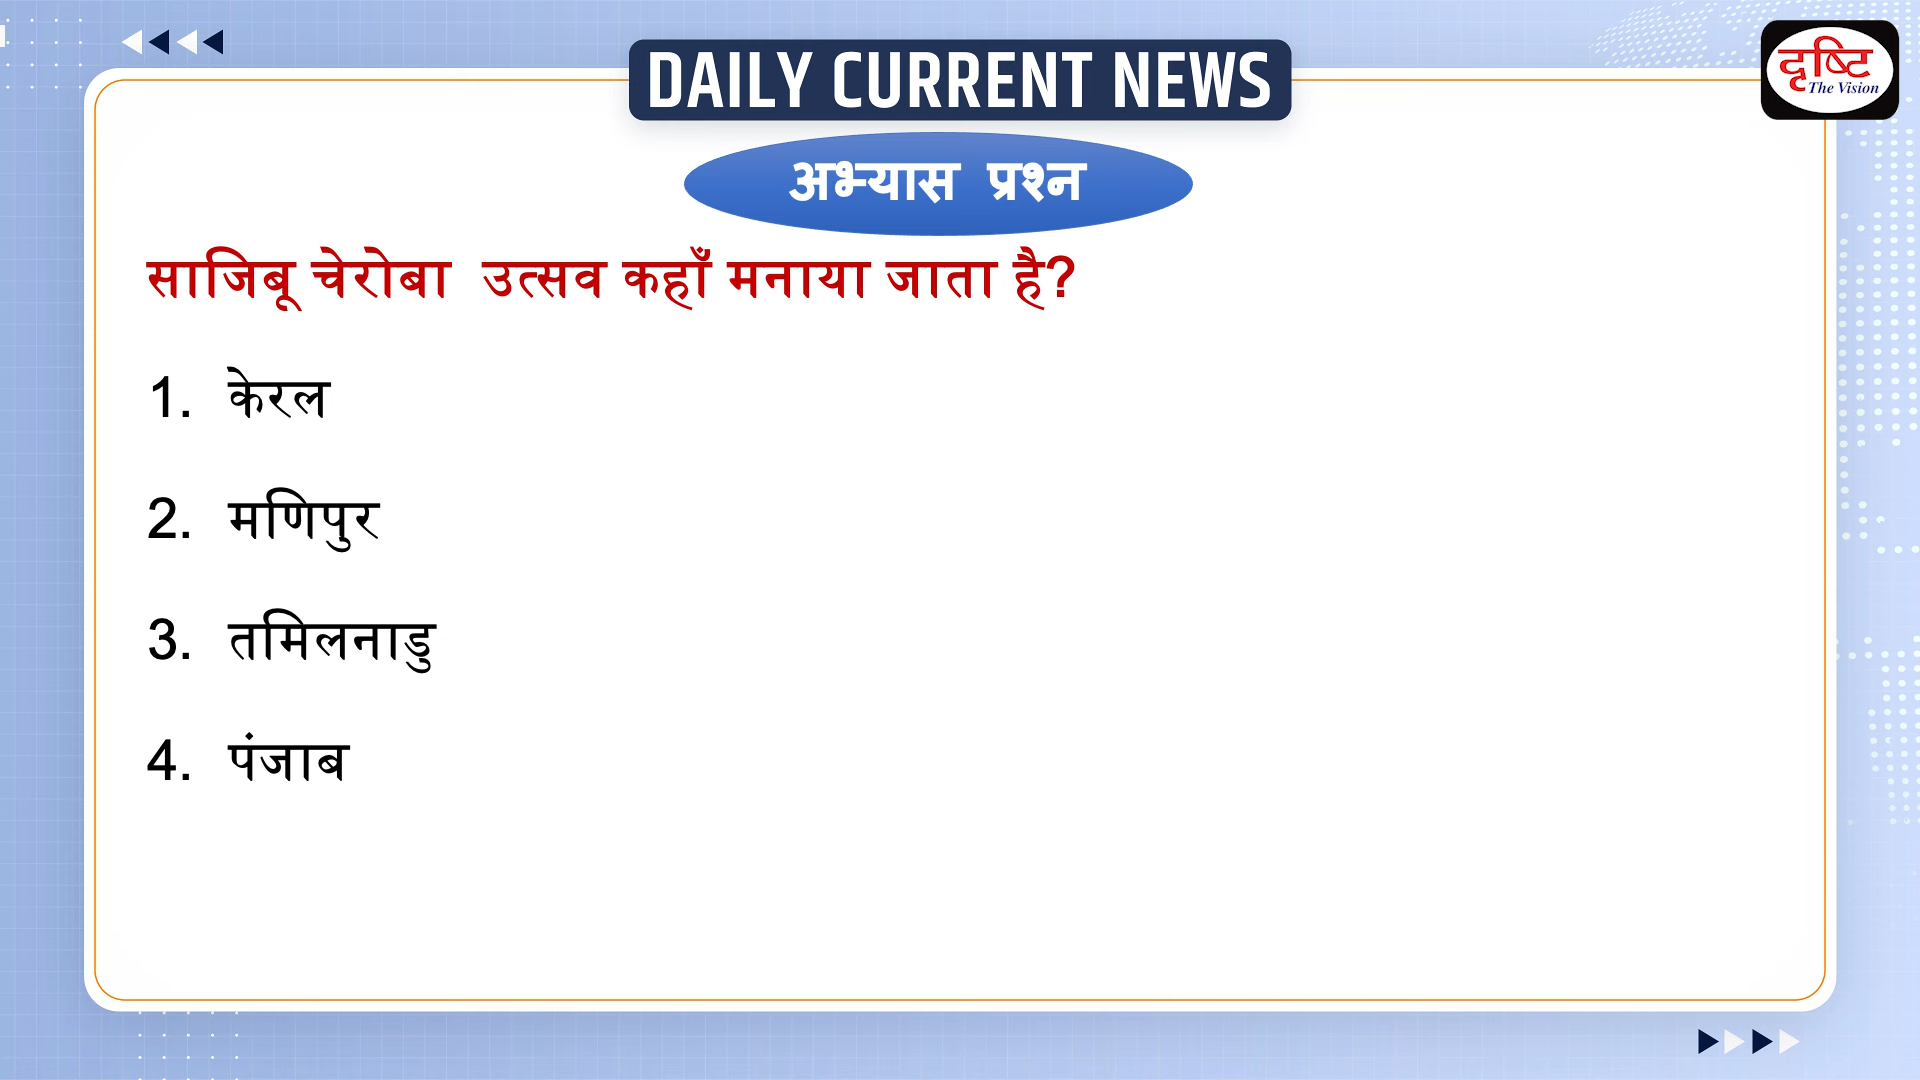 DAILY CURRENT NEWS
दृष्टि
The Vision
अभ्यास प्रश्न
साजिबू चेरोबा उत्सव कहाँ मनाया जाता है?
1. केरल
2. मणिपुर
3. तमिलनाडु
4. पंजाब